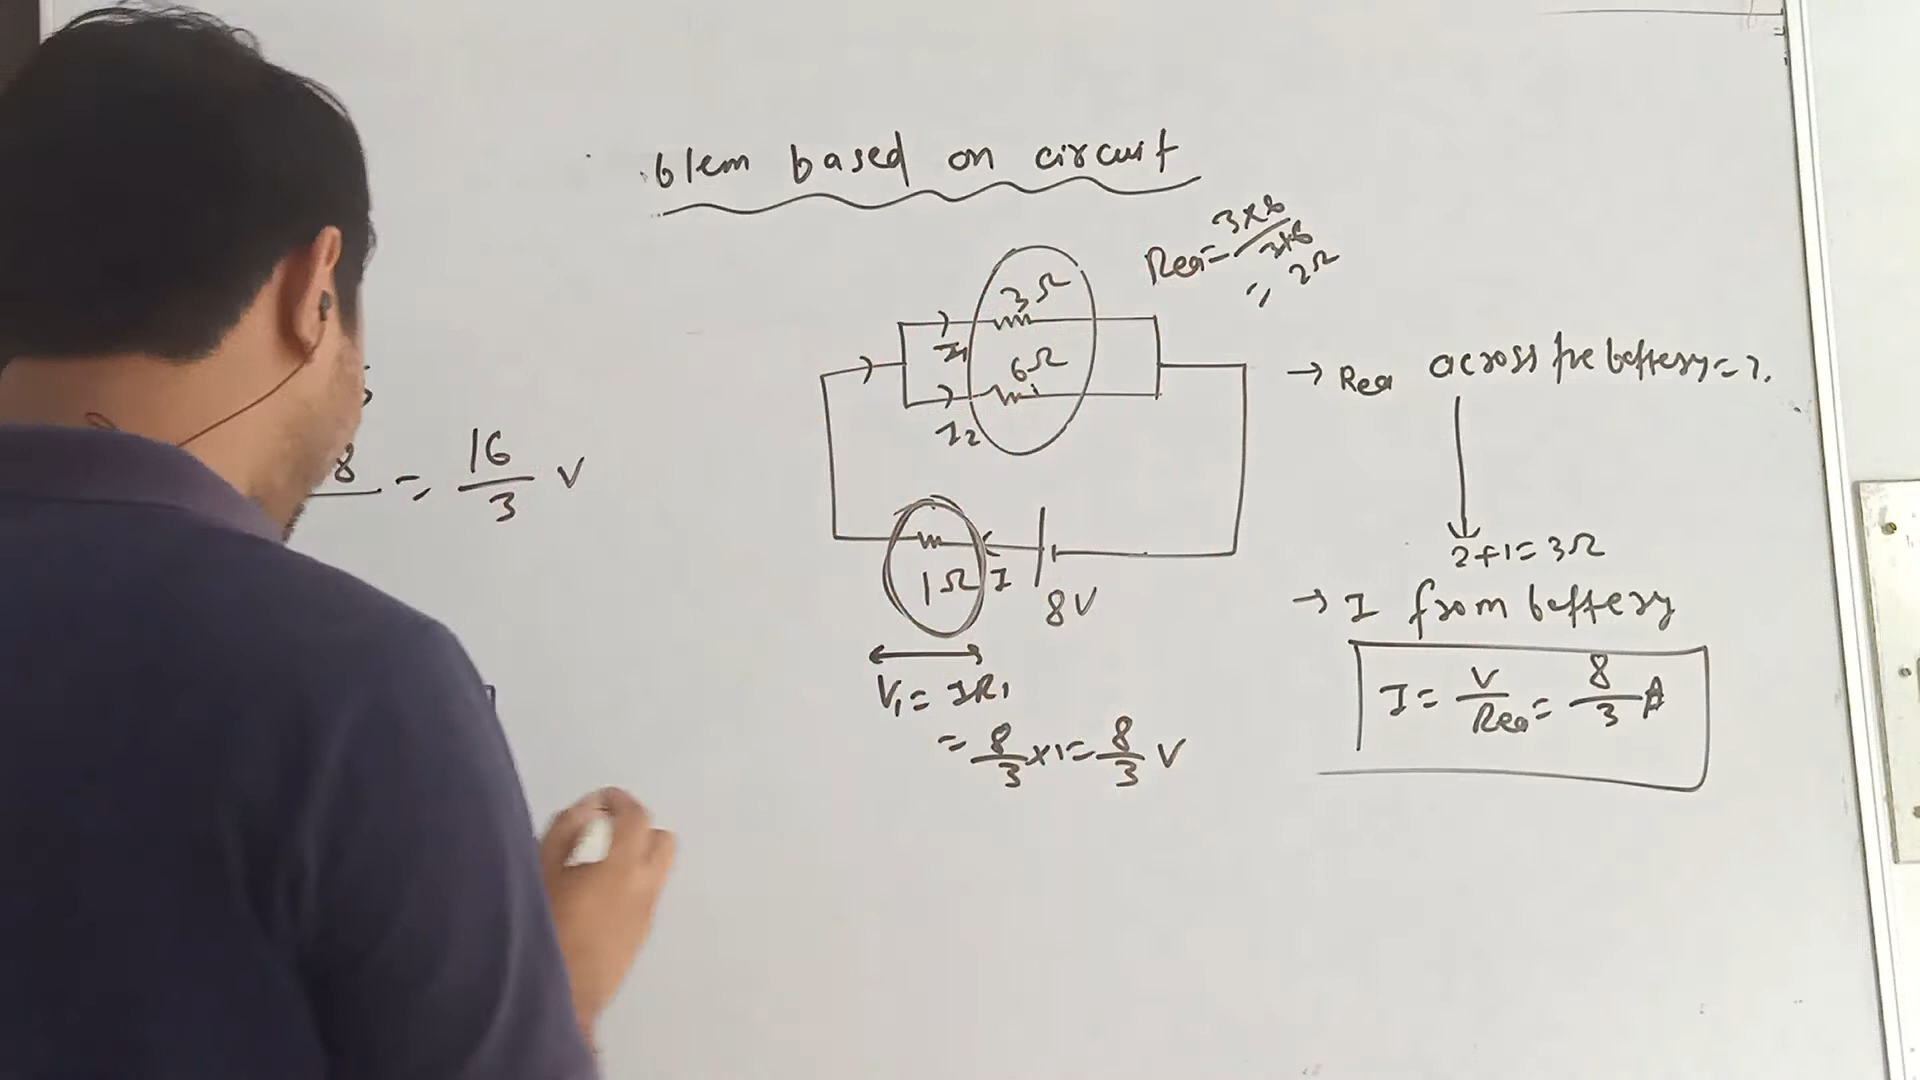 blem based on circuit
Req = 3×6/3+6
= 2Ω
3Ω
I1
6Ω
I2
→ Req across the battery = ?
2+1=3Ω
8/ = 16/3 V
1Ω I
8V
→ I from battery
V1 = IR1
= 8/3 ×1 = 8/3 V
I = V/Req = 8/3 A